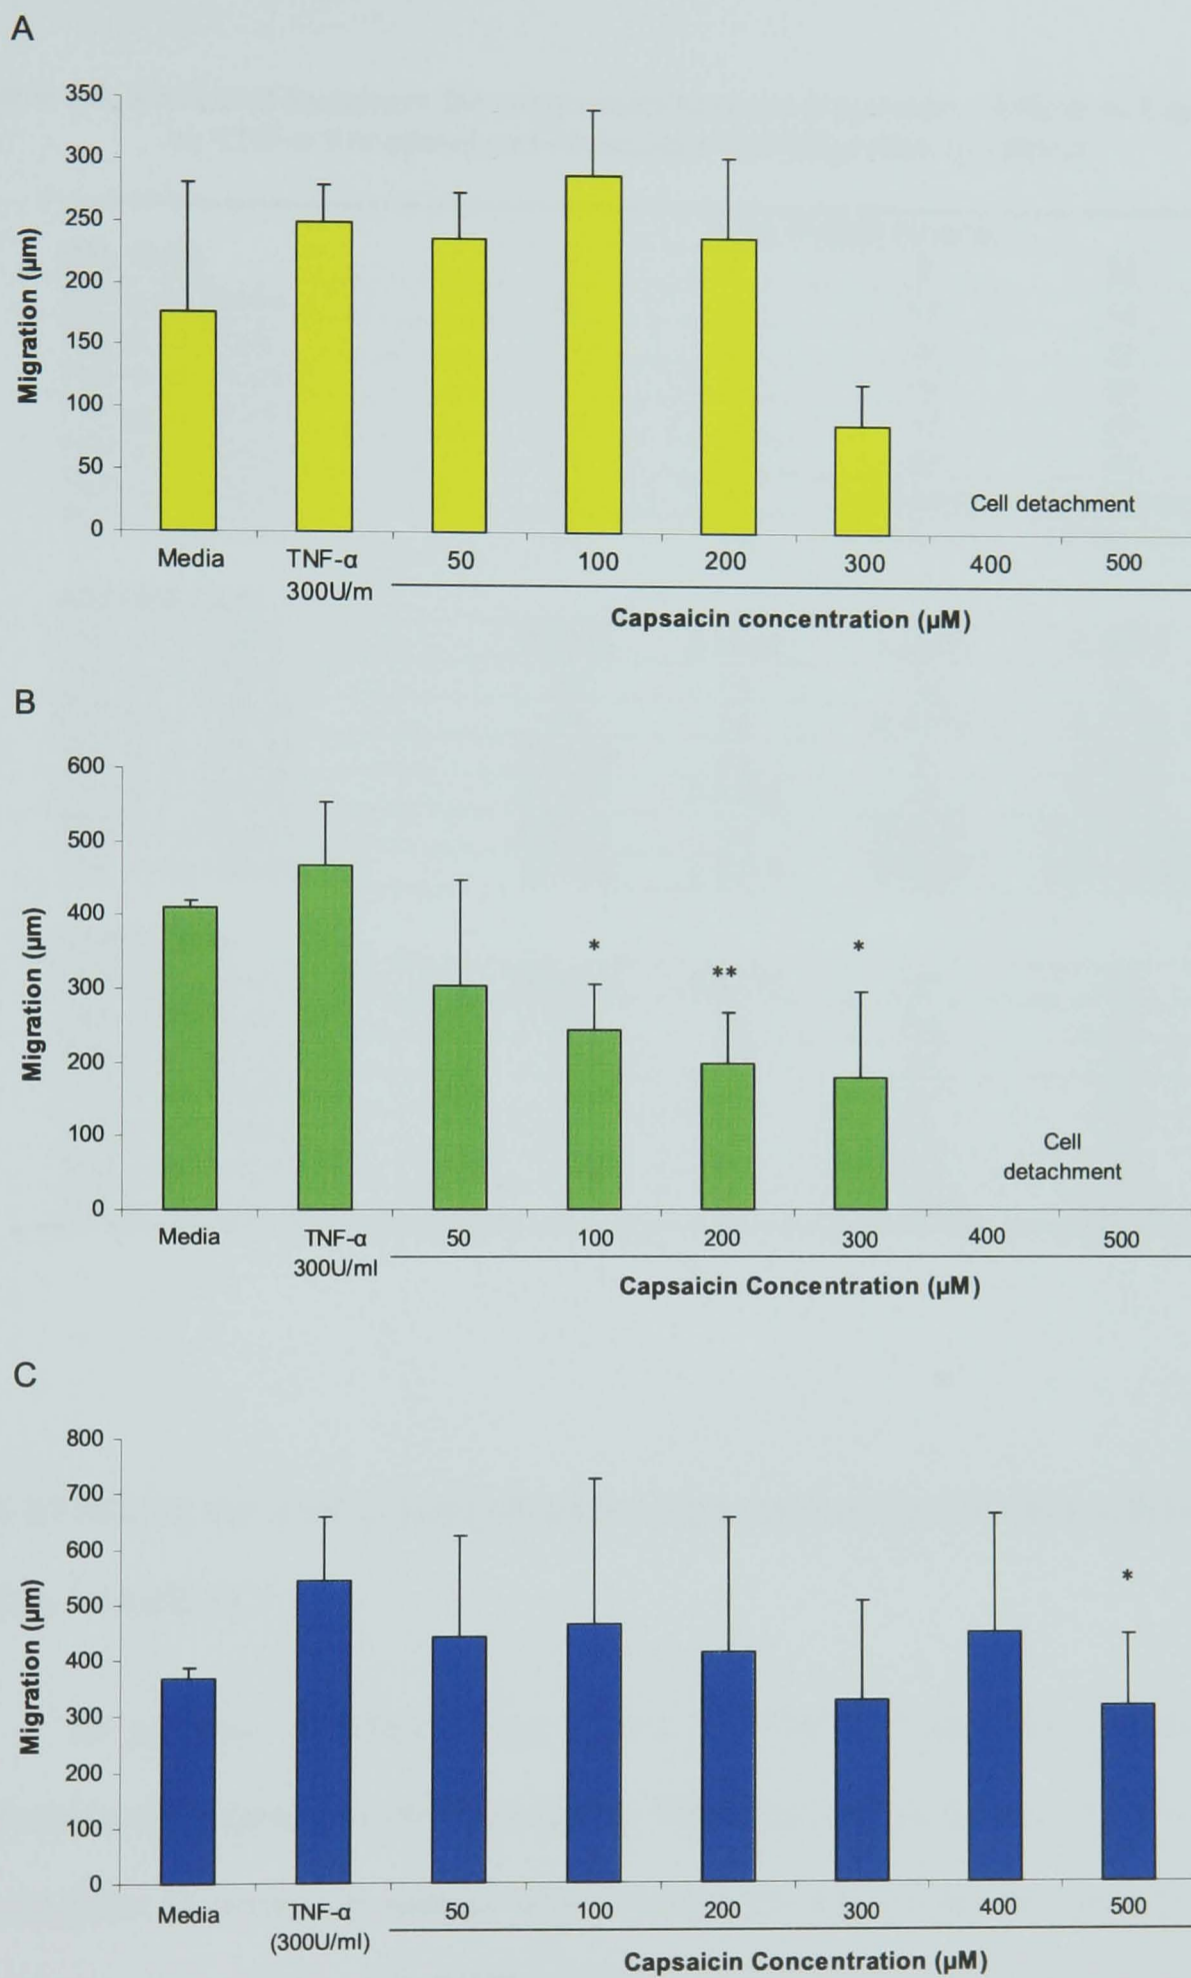 A
350
300
250
200
150
100
50
0
Migration (µm)
Cell detachment
Media
TNF-α
300U/m
50
100
200
300
400
500
Capsaicin concentration (µM)
B
600
500
400
300
200
100
0
Migration (µm)
*
**
*
Cell
detachment
Media
TNF-α
300U/ml
50
100
200
300
400
500
Capsaicin Concentration (µM)
C
800
700
600
500
400
300
200
100
0
Migration (µm)
*
Media
TNF-α
(300U/ml)
50
100
200
300
400
500
Capsaicin Concentration (µM)